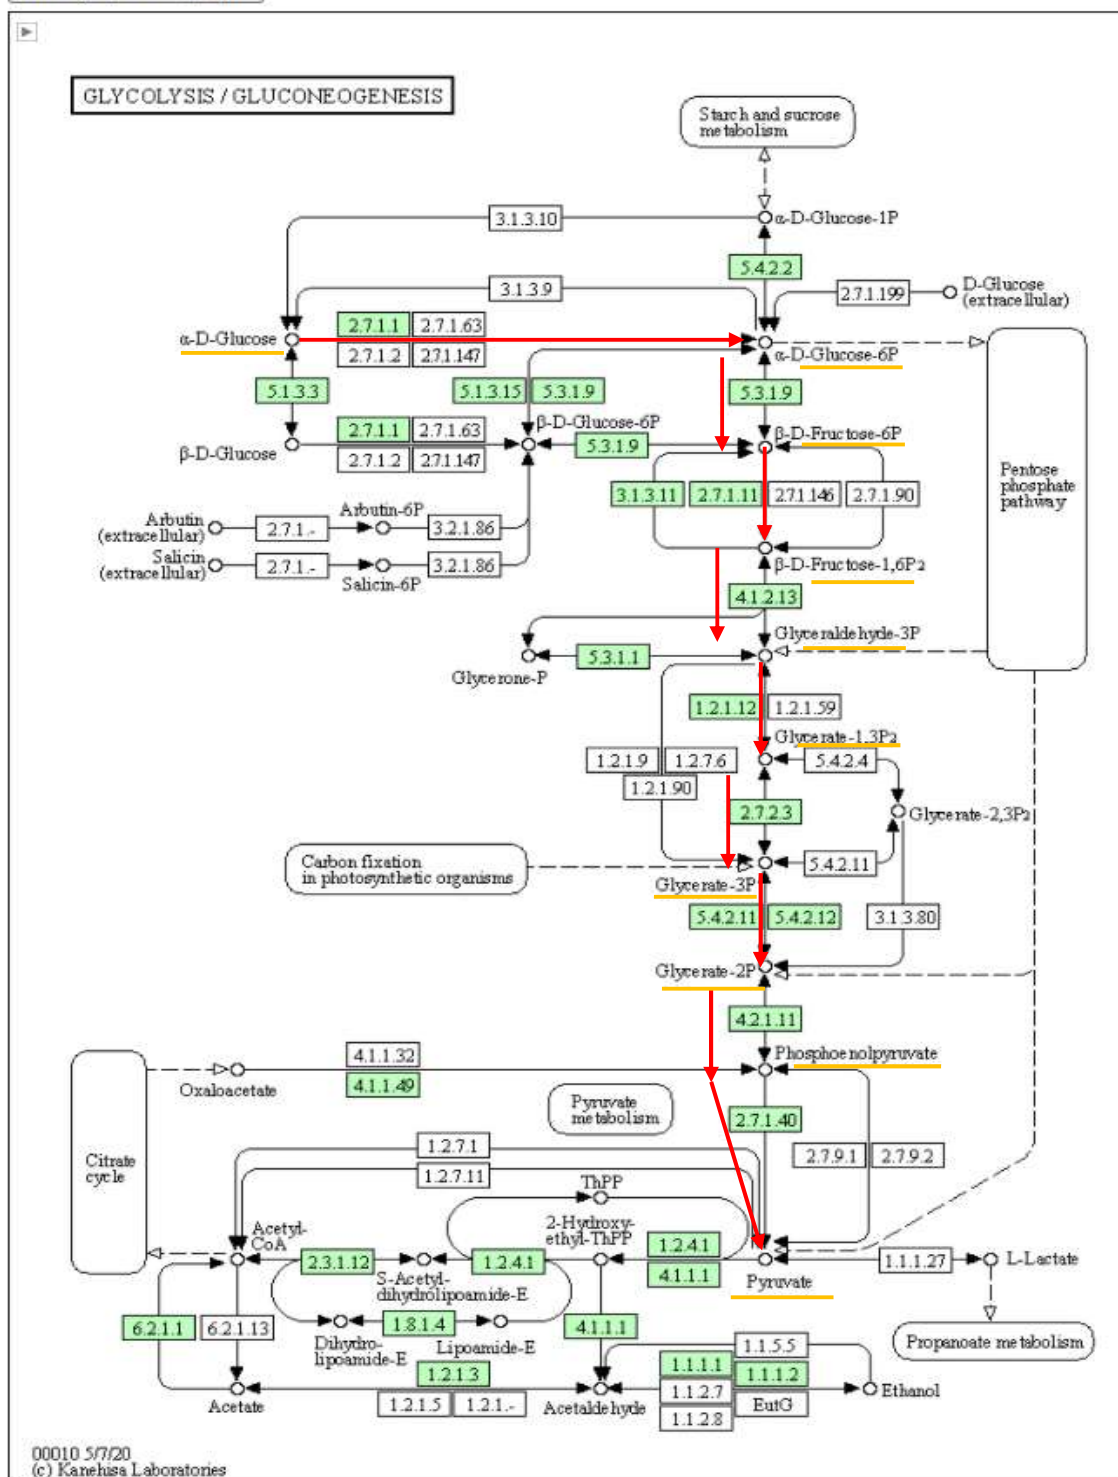 GLYCOLYSIS / GLUCONEOGENESIS
Starch and sucrose
metabolism
3.1.3.10
α-D-Glucose-1P
5.4.2.2
3.1.3.9
2.7.1.199
D-Glucose
(extracellular)
α-D-Glucose
2.7.1.1
2.7.1.63
2.7.1.2
2.7.1.147
α-D-Glucose-6P
5.1.3.3
5.1.3.15
5.3.1.9
5.3.1.9
β-D-Glucose
2.7.1.1
2.7.1.63
2.7.1.2
2.7.1.147
β-D-Glucose-6P
5.3.1.9
β-D-Fructose-6P
Pentose
phosphate
pathway
3.1.3.11
2.7.1.11
2.7.1.146
2.7.1.90
Arbutin
(extracellular)
2.7.1.-
Arbutin-6P
3.2.1.86
Salicin
(extracellular)
2.7.1.-
Salicin-6P
3.2.1.86
β-D-Fructose-1,6P2
4.1.2.13
Glyceraldehyde-3P
Glycerone-P
5.3.1.1
1.2.1.12
1.2.1.59
Glycerate-1,3P2
1.2.1.9
1.2.7.6
1.2.1.90
5.4.2.4
2.7.2.3
Glycerate-2,3P2
Carbon fixation
in photosynthetic organisms
5.4.2.11
Glycerate-3P
5.4.2.11
5.4.2.12
3.1.3.80
Glycerate-2P
4.2.1.11
Phosphoenolpyruvate
Oxaloacetate
4.1.1.32
4.1.1.49
Pyruvate
metabolism
2.7.1.40
Citrate
cycle
1.2.7.1
1.2.7.11
2.7.9.1
2.7.9.2
ThPP
Acetyl-
CoA
2-Hydroxy-
ethyl-ThPP
2.3.1.12
S-Acetyl-
dihydrolipoamide-E
1.2.4.1
1.2.4.1
4.1.1.1
Pyruvate
1.1.1.27
L-Lactate
6.2.1.1
6.2.1.13
Dihydro-
lipoamide-E
1.8.1.4
Lipoamide-E
4.1.1.1
Propanoate metabolism
1.2.1.3
1.1.5.5
1.1.1.1
1.1.1.2
Acetate
1.2.1.5
1.2.1.-
Acetaldehyde
1.1.2.7
EutG
1.1.2.8
Ethanol
00010 5/7/20
(c) Kanehisa Laboratories